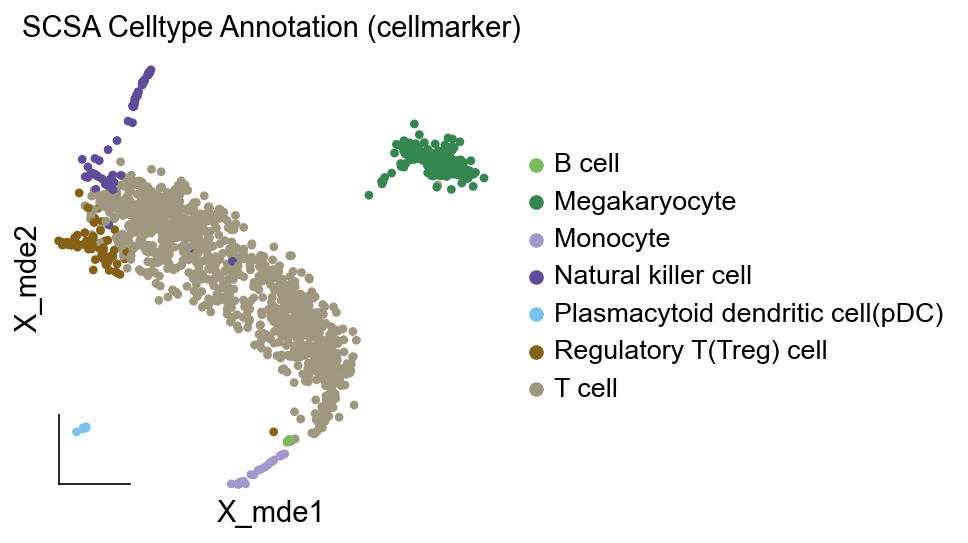 SCSA Celltype Annotation (cellmarker)
B cell
Megakaryocyte
Monocyte
Natural killer cell
Plasmacytoid dendritic cell(pDC)
Regulatory T(Treg) cell
T cell
X_mde2
X_mde1